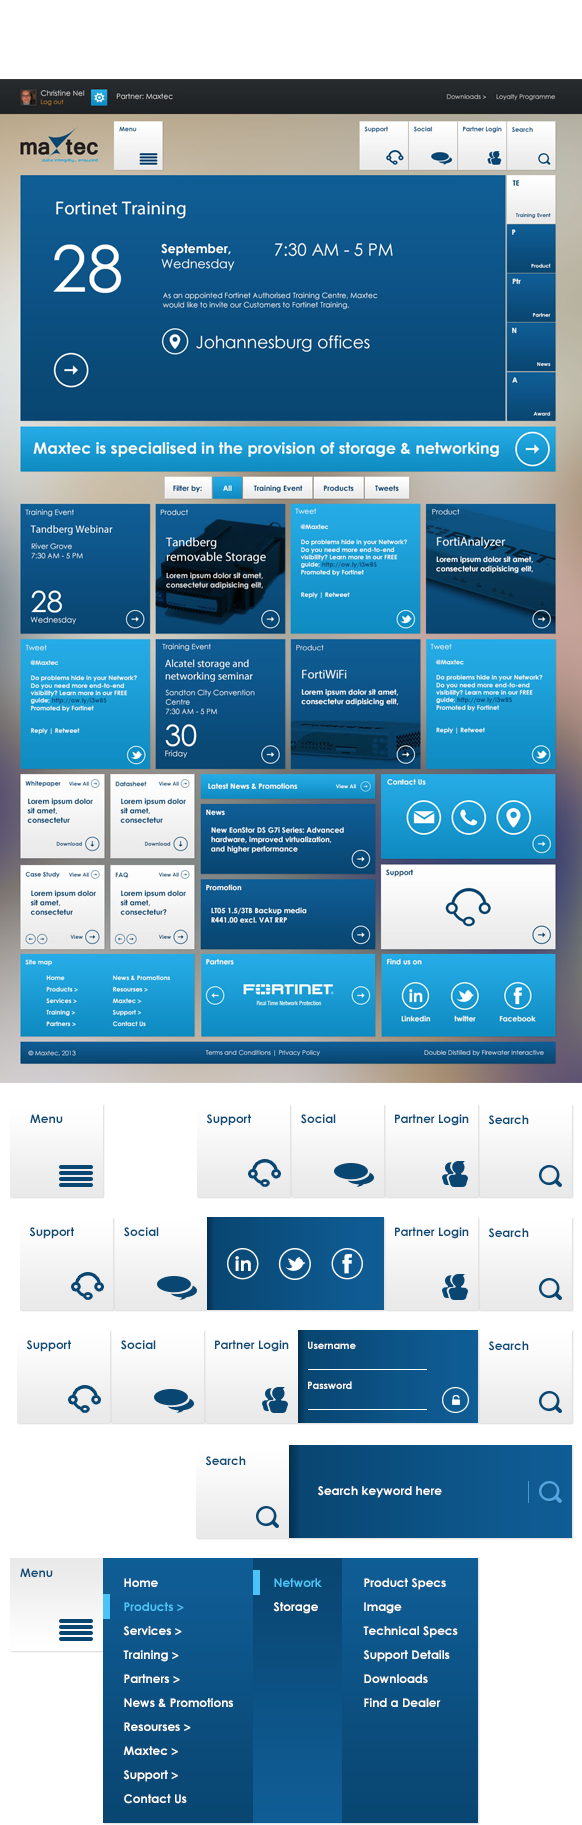 Christine Nel
Log out
Partner: Maxtec
Downloads >
Loyalty Programme
maxtec
Menu
Support
Social
Partner Login
Search
Fortinet Training
28
September,
Wednesday
7:30 AM - 5 PM
As an appointed Fortinet Authorised Training Centre, Maxtec
would like to invite our Customers to Fortinet Training.
Johannesburg offices
TE
Training Event
P
Product
Ptr
Partner
N
News
A
Award
Maxtec is specialised in the provision of storage & networking
Filter by:
All
Training Event
Products
Tweets
Training Event
Tandberg Webinar
River Grove
7:30 AM - 5 PM
28
Wednesday
Product
Tandberg
removable Storage
Lorem ipsum dolor sit amet,
consectetur adipisicing elit,
Tweet
@Maxtec
Do problems hide in your Network?
Do you need more end-to-end
visibility? Learn more in our FREE
guide: http://ow.ly/l3w8S
Promoted by Fortinet
Reply | Retweet
Product
FortiAnalyzer
Lorem ipsum dolor sit amet,
consectetur adipisicing elit,
Tweet
@Maxtec
Do problems hide in your Network?
Do you need more end-to-end
visibility? Learn more in our FREE
guide: http://ow.ly/l3w8S
Promoted by Fortinet
Reply | Retweet
Training Event
Alcatel storage and
networking seminar
Sandton City Convention
Centre
7:30 AM - 5 PM
30
Friday
Product
FortiWiFi
Lorem ipsum dolor sit amet,
consectetur adipisicing elit,
Tweet
@Maxtec
Do problems hide in your Network?
Do you need more end-to-end
visibility? Learn more in our FREE
guide: http://ow.ly/l3w8S
Promoted by Fortinet
Reply | Retweet
Whitepaper
View All
Lorem ipsum dolor
sit amet,
consectetur
Download
Datasheet
View All
Lorem ipsum dolor
sit amet,
consectetur
Download
Latest News & Promotions
View All
News
New EonStor DS G7i Series: Advanced
hardware, improved virtualization,
and higher performance
Contact Us
Case Study
View All
Lorem ipsum dolor
sit amet,
consectetur
View
FAQ
View All
Lorem ipsum dolor
sit amet,
consectetur?
View
Promotion
LT05 1.5/3TB Backup media
R441.00 excl. VAT RRP
Support
Site map
Home
Products >
Services >
Training >
Partners >
News & Promotions
Resourses >
Maxtec >
Support >
Contact Us
Partners
FORTINET
Real Time Network Protection
Find us on
Linkedin
twitter
Facebook
© Maxtec, 2013
Terms and Conditions | Privacy Policy
Double Distilled by Firewater Interactive
Menu
Support
Social
Partner Login
Search
Support
Social
in
f
Partner Login
Search
Support
Social
Partner Login
Username
Password
Search
Search
Search keyword here
Menu
Home
Products >
Services >
Training >
Partners >
News & Promotions
Resourses >
Maxtec >
Support >
Contact Us
Network
Storage
Product Specs
Image
Technical Specs
Support Details
Downloads
Find a Dealer